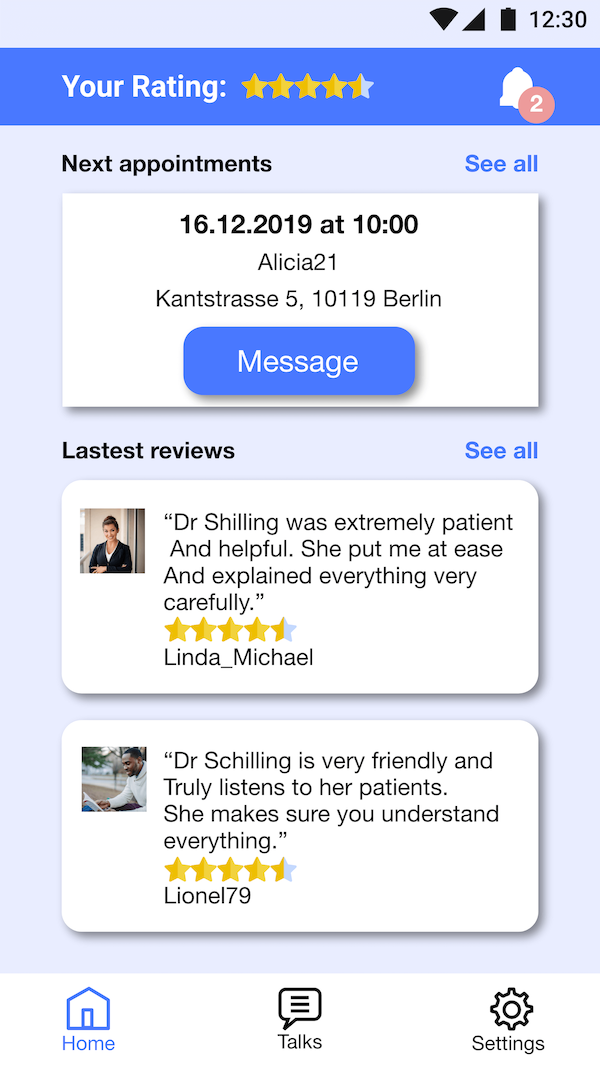 12:30
Your Rating:
2
Next appointments
See all
16.12.2019 at 10:00
Alicia21
Kantstrasse 5, 10119 Berlin
Message
Lastest reviews
See all
“Dr Shilling was extremely patient
And helpful. She put me at ease
And explained everything very
carefully.”
Linda_Michael
“Dr Schilling is very friendly and
Truly listens to her patients.
She makes sure you understand
everything.”
Lionel79
Home
Talks
Settings